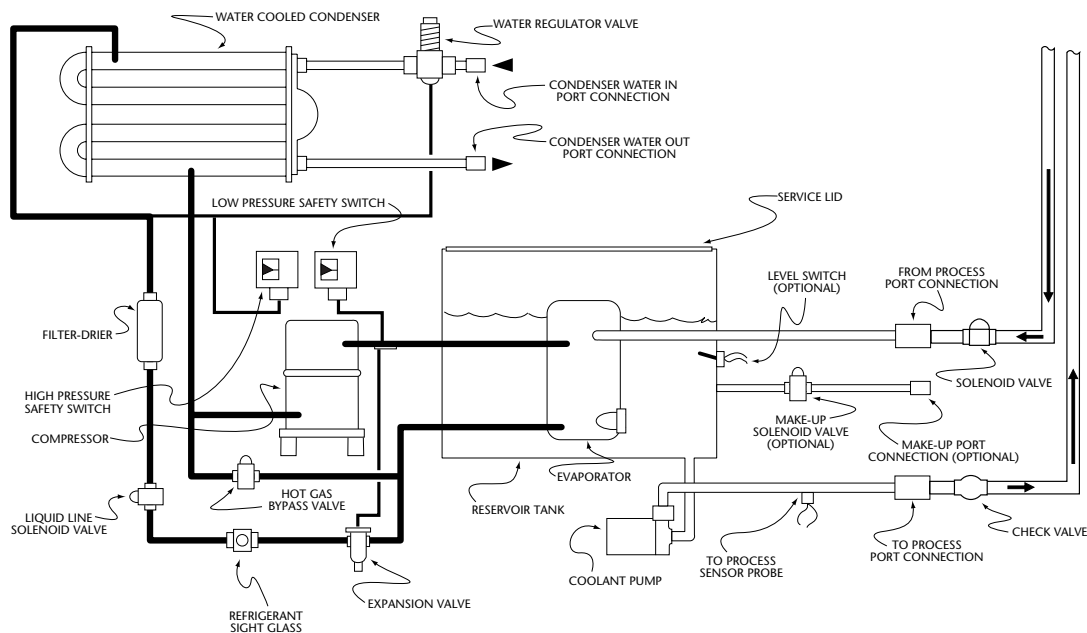 WATER COOLED CONDENSER
WATER REGULATOR VALVE
CONDENSER WATER IN
PORT CONNECTION
CONDENSER WATER OUT
PORT CONNECTION
LOW PRESSURE SAFETY SWITCH
SERVICE LID
LEVEL SWITCH
(OPTIONAL)
FROM PROCESS
PORT CONNECTION
FILTER-DRIER
SOLENOID VALVE
HIGH PRESSURE
SAFETY SWITCH
COMPRESSOR
MAKE-UP
SOLENOID VALVE
(OPTIONAL)
MAKE-UP PORT
CONNECTION (OPTIONAL)
EVAPORATOR
RESERVOIR TANK
HOT GAS
BYPASS VALVE
LIQUID LINE
SOLENOID VALVE
CHECK VALVE
TO PROCESS
PORT CONNECTION
TO PROCESS
SENSOR PROBE
COOLANT PUMP
EXPANSION VALVE
REFRIGERANT
SIGHT GLASS